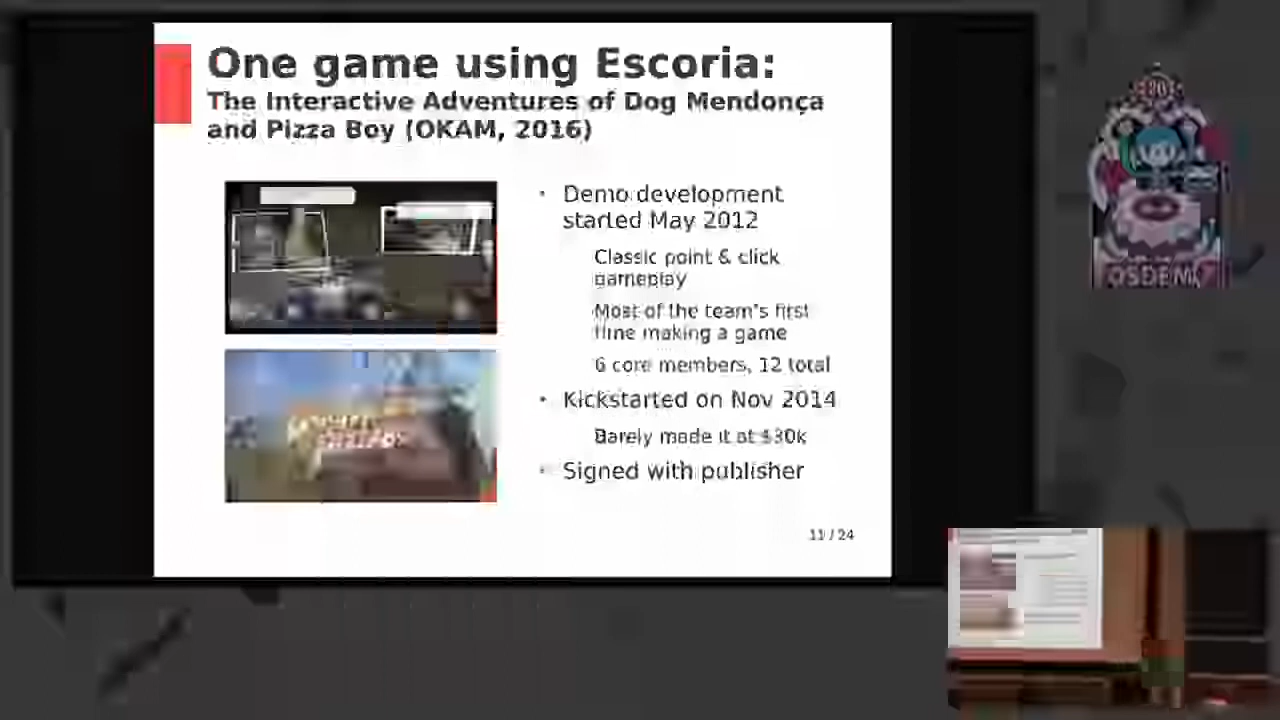 One game using Escoria:
The Interactive Adventures of Dog Mendonça
and Pizza Boy (OKAM, 2016)
• Demo development
started May 2012
Classic point & click
gameplay
Most of the team's first
time making a game
6 core members, 12 total
• Kickstarted on Nov 2014
Barely made it at $30k
• Signed with publisher
11 / 24